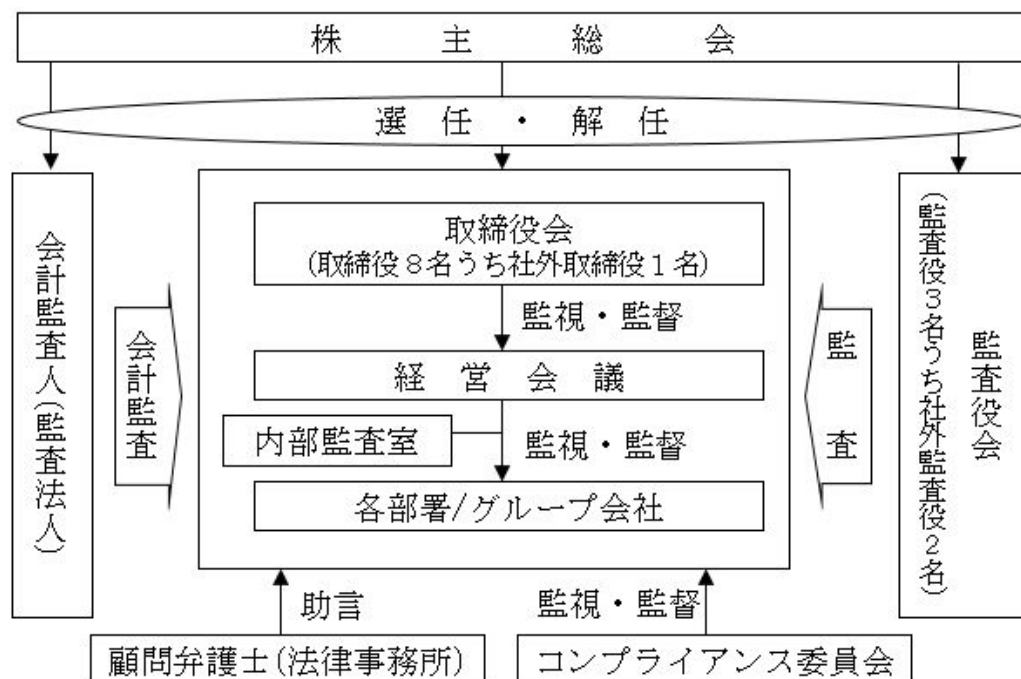 株主総会
選任・解任
会計監査人(監査法人)
会計監査
取締役会
(取締役8名うち社外取締役1名)
監視・監督
経営会議
内部監査室
監視・監督
各部署/グループ会社
監査
監査役会
(監査役3名うち社外監査役2名)
助言
監視・監督
顧問弁護士(法律事務所)
コンプライアンス委員会